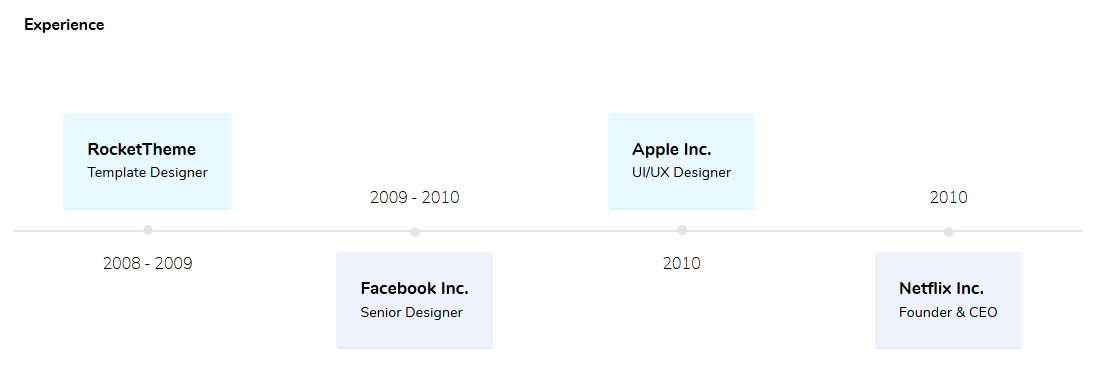 Experience
RocketTheme
Template Designer
2008 - 2009
2009 - 2010
Facebook Inc.
Senior Designer
Apple Inc.
UI/UX Designer
2010
2010
Netflix Inc.
Founder & CEO